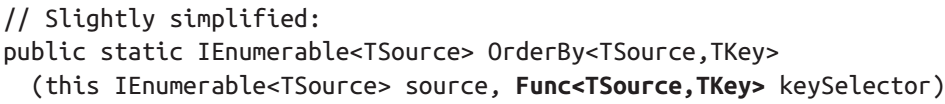 // Slightly simplified:
public static IEnumerable<TSource> OrderBy<TSource,TKey>
  (this IEnumerable<TSource> source, Func<TSource,TKey> keySelector)